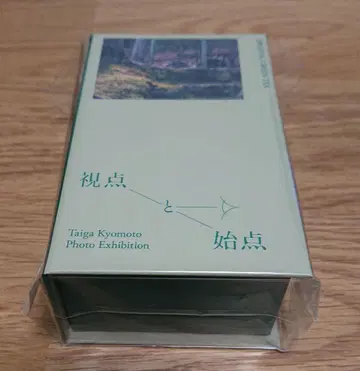 視点
と
始点
Taiga Kyomoto
Photo Exhibition